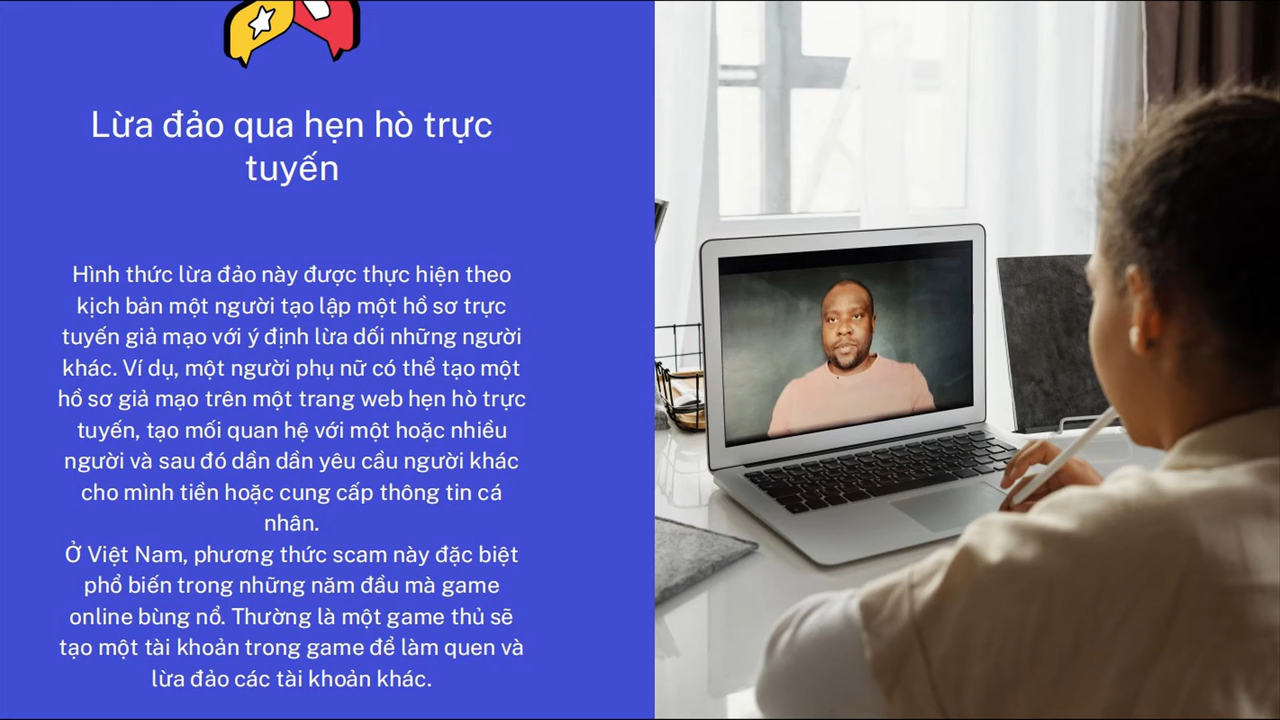 Lừa đảo qua hẹn hò trực
tuyến
Hình thức lừa đảo này được thực hiện theo
kịch bản một người tạo lập một hồ sơ trực
tuyến giả mạo với ý định lừa dối những người
khác. Ví dụ, một người phụ nữ có thể tạo một
hồ sơ giả mạo trên một trang web hẹn hò trực
tuyến, tạo mối quan hệ với một hoặc nhiều
người và sau đó dần dần yêu cầu người khác
cho mình tiền hoặc cung cấp thông tin cá
nhân.
Ở Việt Nam, phương thức scam này đặc biệt
phổ biến trong những năm đầu mà game
online bùng nổ. Thường là một game thủ sẽ
tạo một tài khoản trong game để làm quen và
lừa đảo các tài khoản khác.